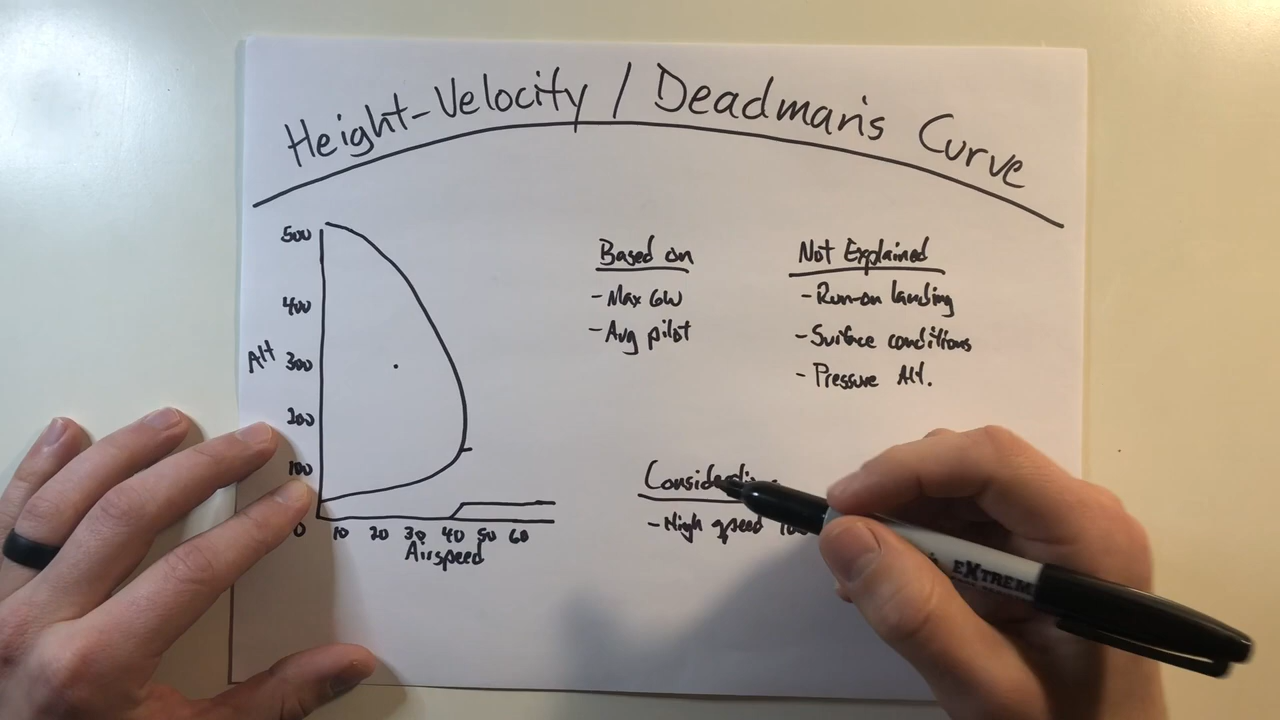 Height-Velocity / Deadman's Curve
500
400
Alt 300
200
100
0 10 20 30 40 50 60
Airspeed
Based on
- Max GW
- Avg pilot
Not Explained
- Run-on landing
- Surface conditions
- Pressure Alt.
- High speed
EXTREME